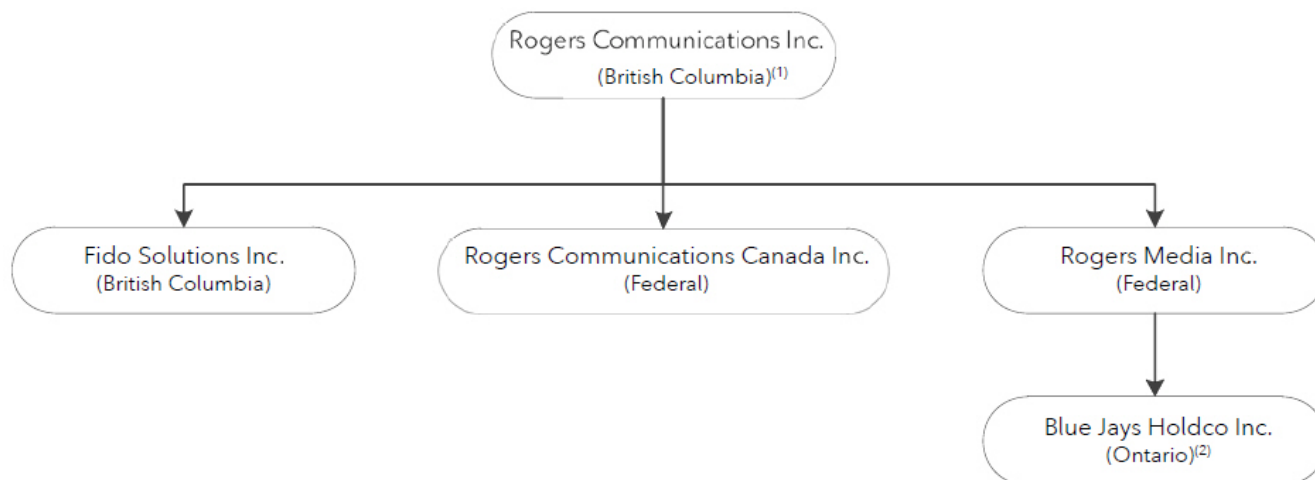 Rogers Communications Inc.
(British Columbia)(1)
Fido Solutions Inc.
(British Columbia)
Rogers Communications Canada Inc.
(Federal)
Rogers Media Inc.
(Federal)
Blue Jays Holdco Inc.
(Ontario)(2)